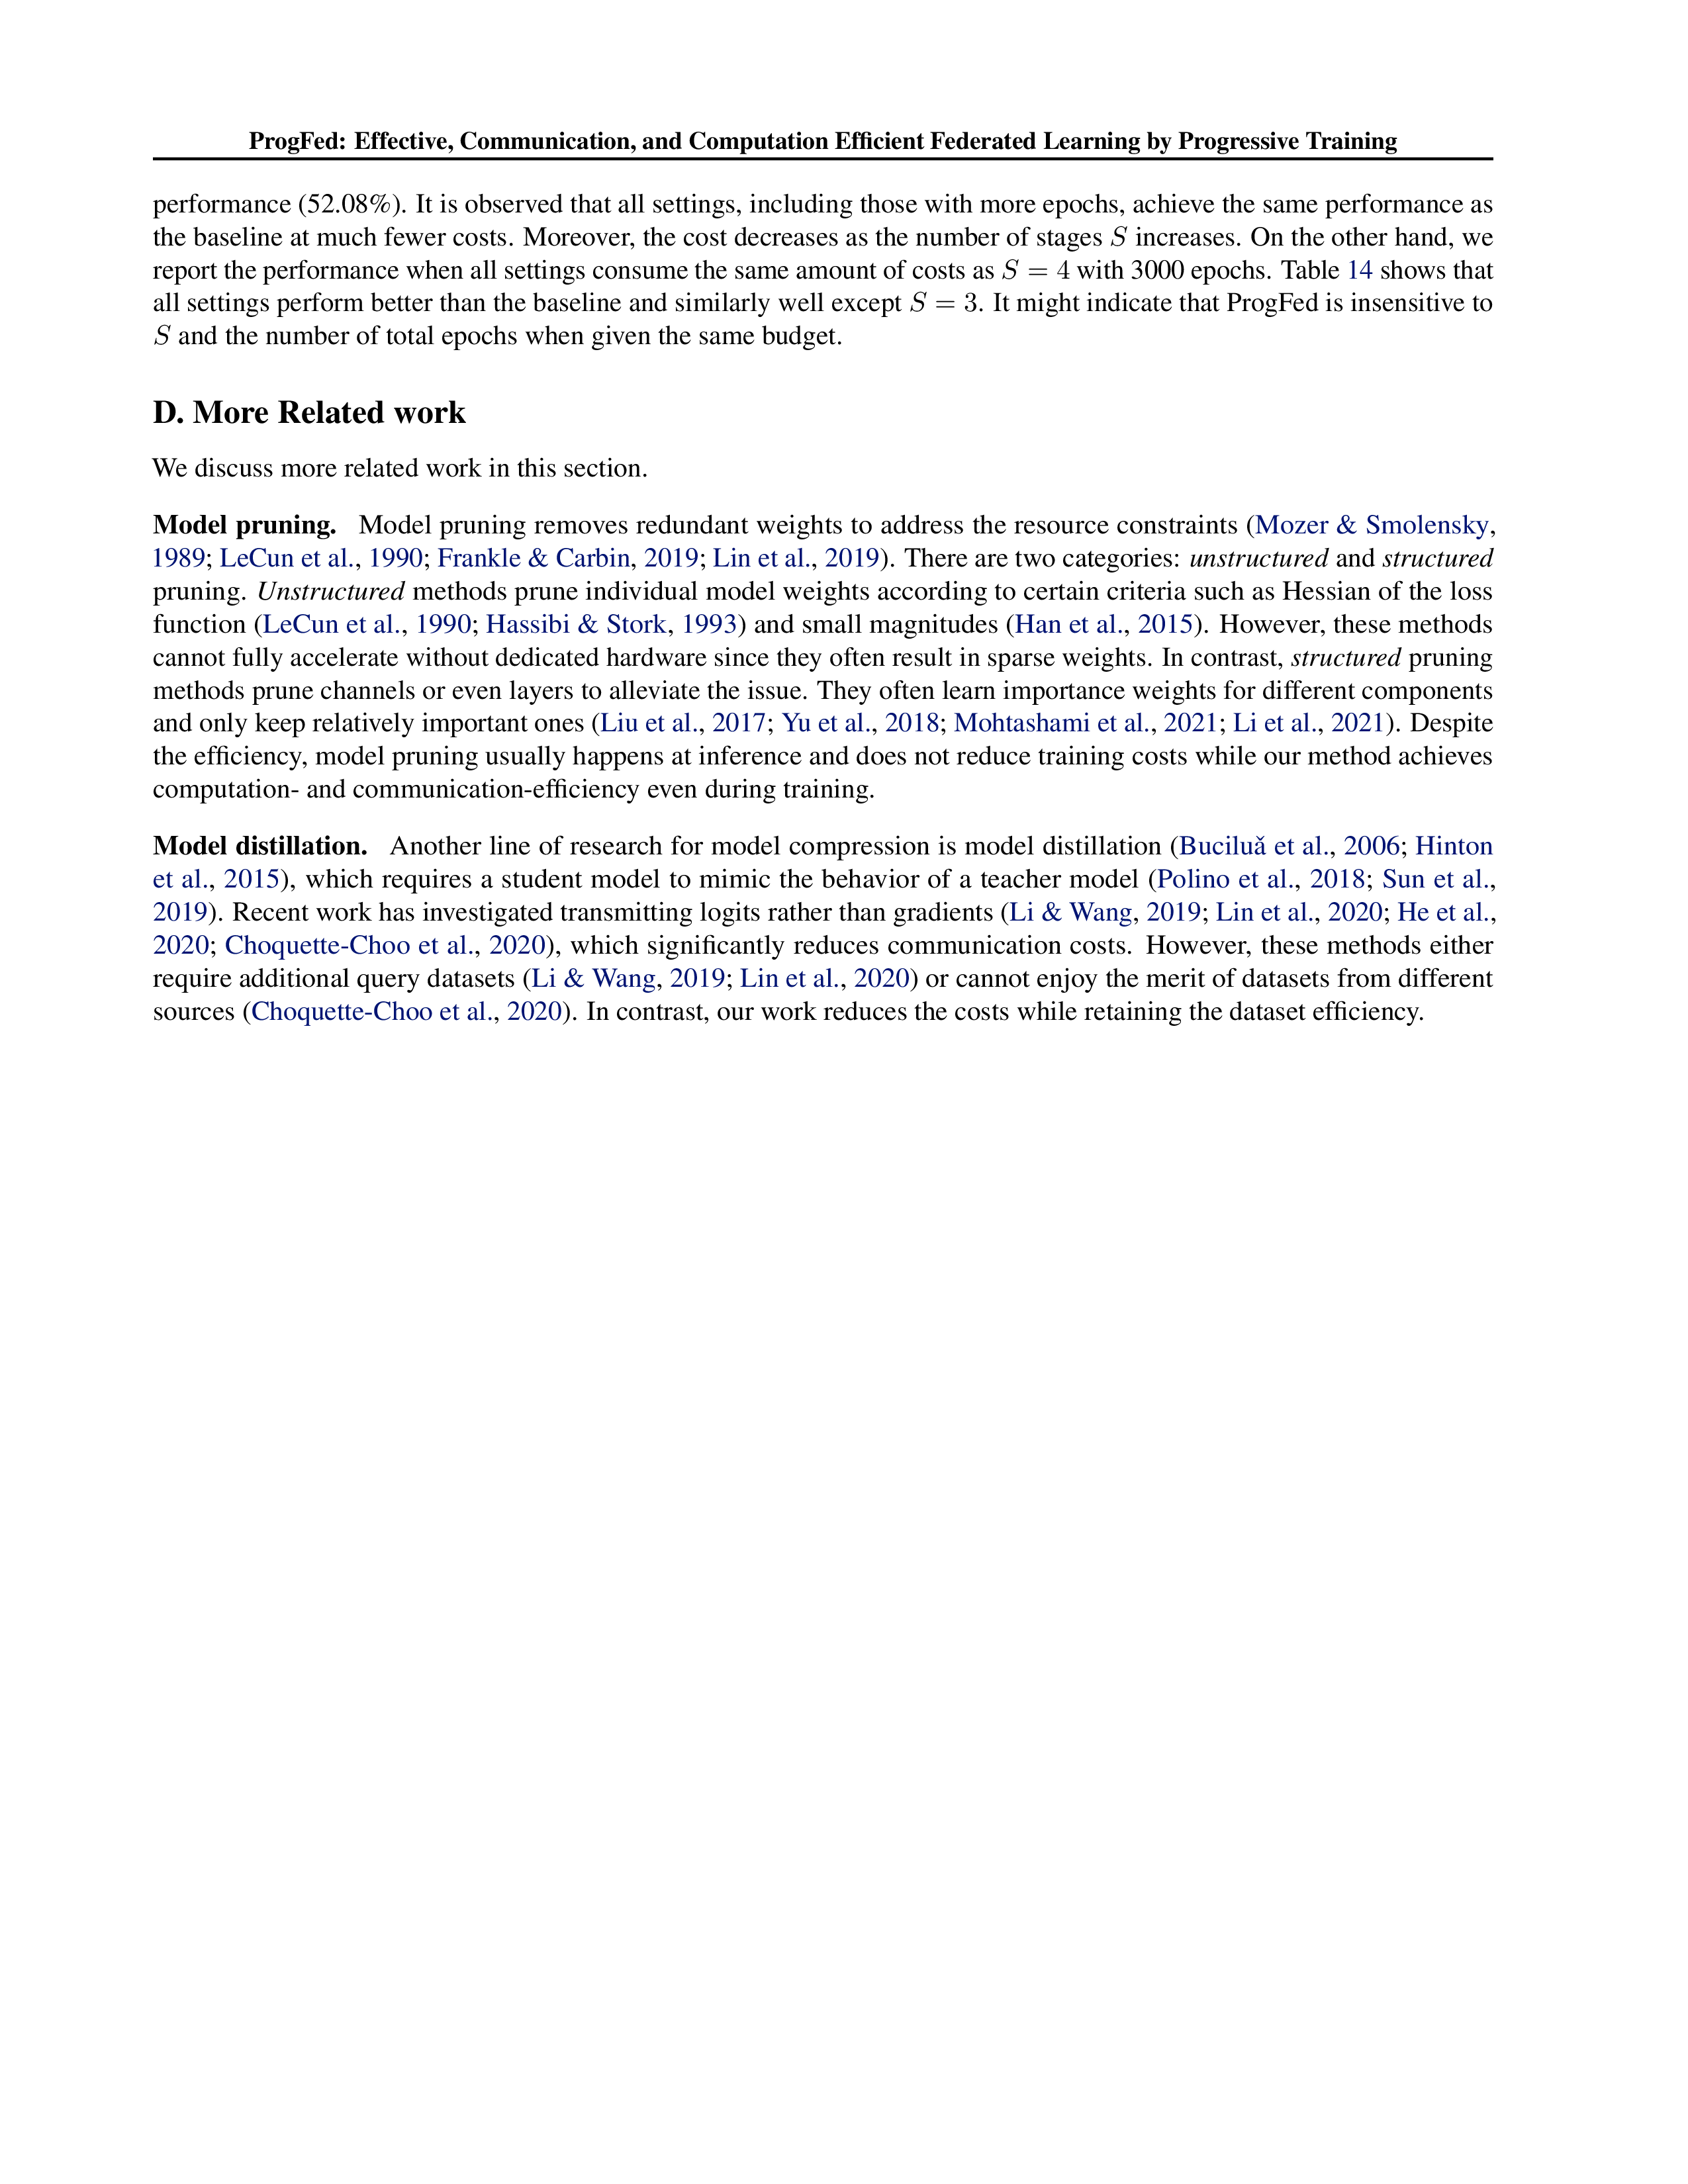 ProgFed: Effective, Communication, and Computation Efficient Federated Learning by Progressive Training
performance (52.08%). It is observed that all settings, including those with more epochs, achieve the same performance as
the baseline at much fewer costs. Moreover, the cost decreases as the number of stages S increases. On the other hand, we
report the performance when all settings consume the same amount of costs as S = 4 with 3000 epochs. Table 14 shows that
all settings perform better than the baseline and similarly well except S = 3. It might indicate that ProgFed is insensitive to
S and the number of total epochs when given the same budget.
D. More Related work
We discuss more related work in this section.
Model pruning. Model pruning removes redundant weights to address the resource constraints (Mozer & Smolensky,
1989; LeCun et al., 1990; Frankle & Carbin, 2019; Lin et al., 2019). There are two categories: unstructured and structured
pruning. Unstructured methods prune individual model weights according to certain criteria such as Hessian of the loss
function (LeCun et al., 1990; Hassibi & Stork, 1993) and small magnitudes (Han et al., 2015). However, these methods
cannot fully accelerate without dedicated hardware since they often result in sparse weights. In contrast, structured pruning
methods prune channels or even layers to alleviate the issue. They often learn importance weights for different components
and only keep relatively important ones (Liu et al., 2017; Yu et al., 2018; Mohtashami et al., 2021; Li et al., 2021). Despite
the efficiency, model pruning usually happens at inference and does not reduce training costs while our method achieves
computation- and communication-efficiency even during training.
Model distillation. Another line of research for model compression is model distillation (Buciluǎ et al., 2006; Hinton
et al., 2015), which requires a student model to mimic the behavior of a teacher model (Polino et al., 2018; Sun et al.,
2019). Recent work has investigated transmitting logits rather than gradients (Li & Wang, 2019; Lin et al., 2020; He et al.,
2020; Choquette-Choo et al., 2020), which significantly reduces communication costs. However, these methods either
require additional query datasets (Li & Wang, 2019; Lin et al., 2020) or cannot enjoy the merit of datasets from different
sources (Choquette-Choo et al., 2020). In contrast, our work reduces the costs while retaining the dataset efficiency.